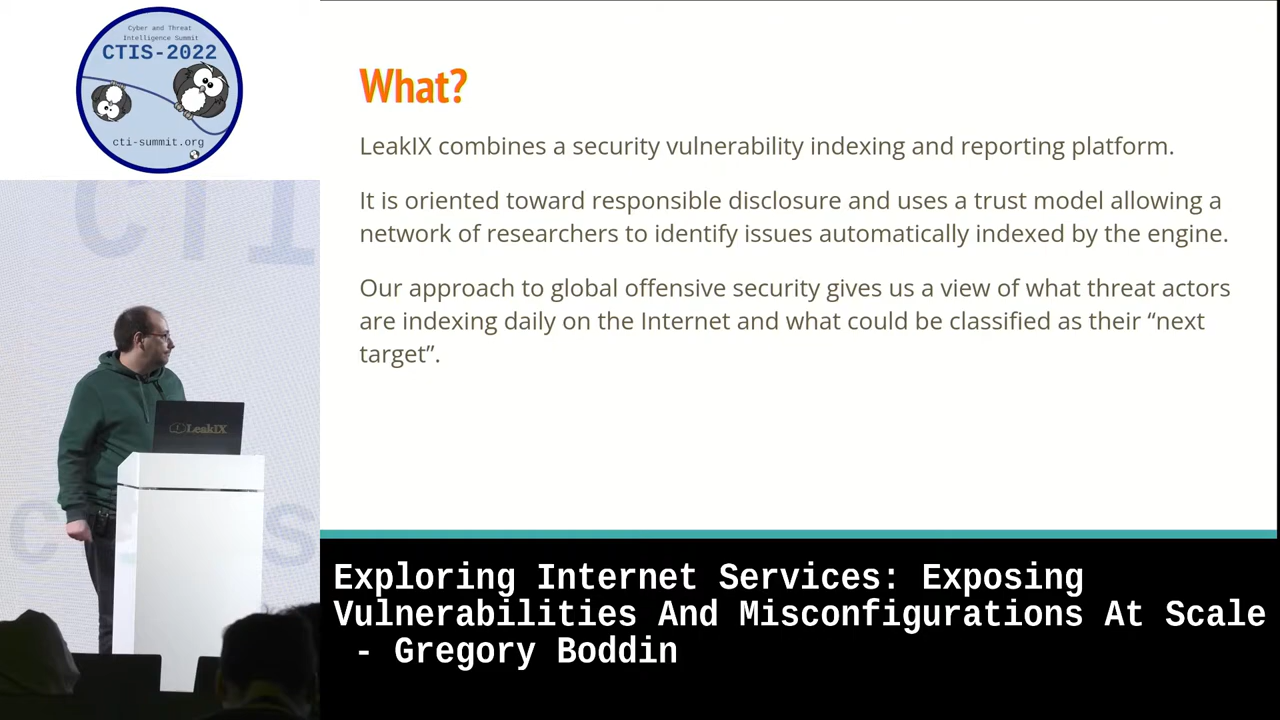 Cyber and Threat
Intelligence Summit
CTIS-2022
cti-summit.org
What?
LeakIX combines a security vulnerability indexing and reporting platform.
It is oriented toward responsible disclosure and uses a trust model allowing a
network of researchers to identify issues automatically indexed by the engine.
Our approach to global offensive security gives us a view of what threat actors
are indexing daily on the Internet and what could be classified as their “next
target”.
CTI
LeakIX
c
s
Exploring Internet Services: Exposing
Vulnerabilities And Misconfigurations At Scale
- Gregory Boddin